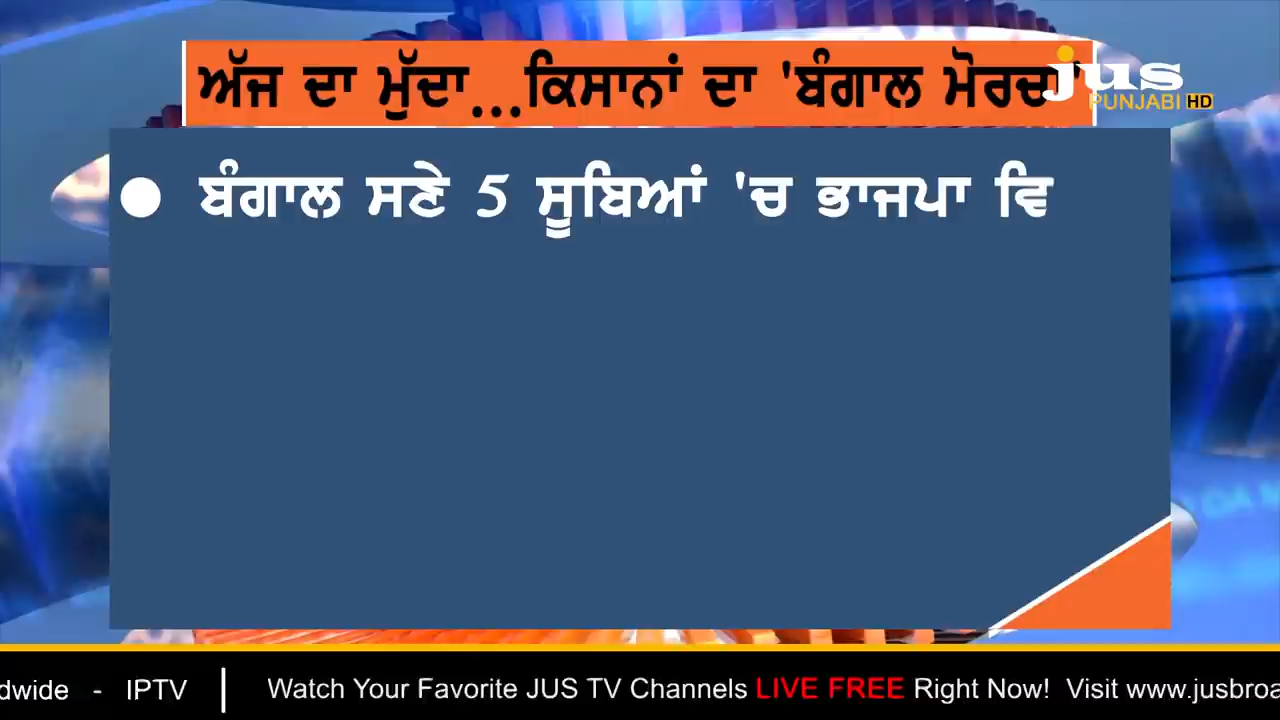 ਅੱਜ ਦਾ ਮੁੱਦਾ...ਕਿਸਾਨਾਂ ਦਾ 'ਬੰਗਾਲ ਮੋਰਚਾ'
jus
PUNJABI HD
ਬੰਗਾਲ ਸਣੇ 5 ਸੂਬਿਆਂ 'ਚ ਭਾਜਪਾ ਵਿ
dwide - IPTV | Watch Your Favorite JUS TV Channels LIVE FREE Right Now! Visit www.jusbroa